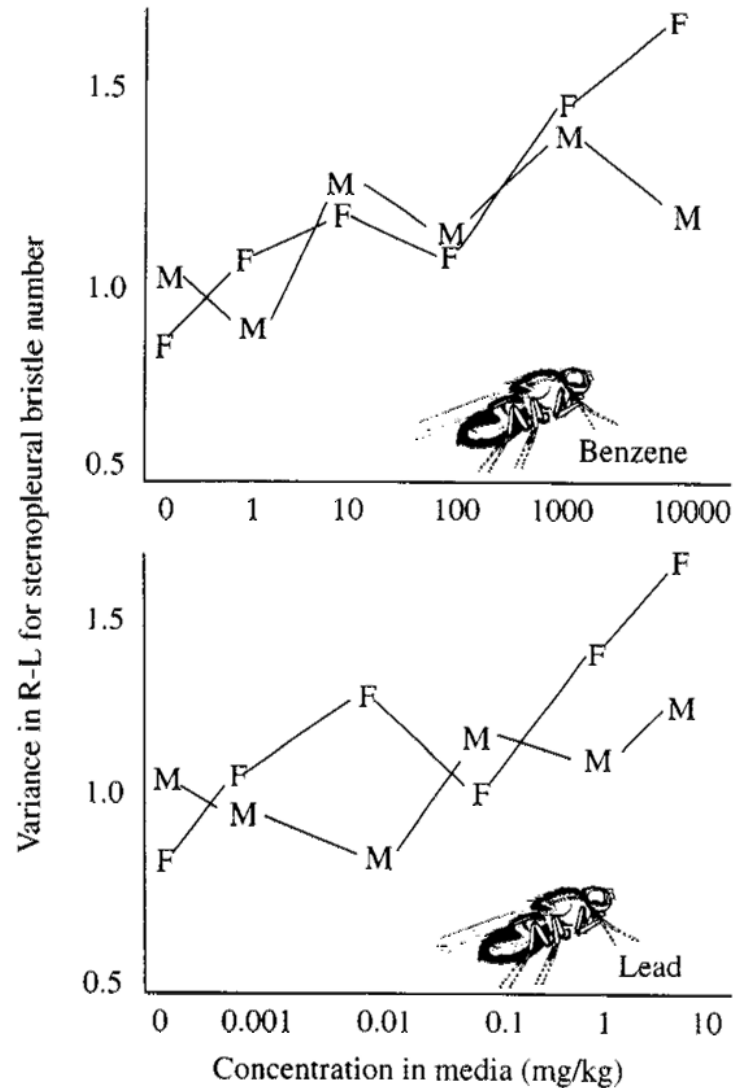 Variance in R-L for sternopleural bristle number
1.5
1.0
0.5
F
F
M
M
F
M
F
M
M
F
M
F
Benzene
0 1 10 100 1000 10000
1.5
1.0
0.5
F
F
F
M
M
F
M
M
F
M
F
M
Lead
0 0.001 0.01 0.1 1 10
Concentration in media (mg/kg)